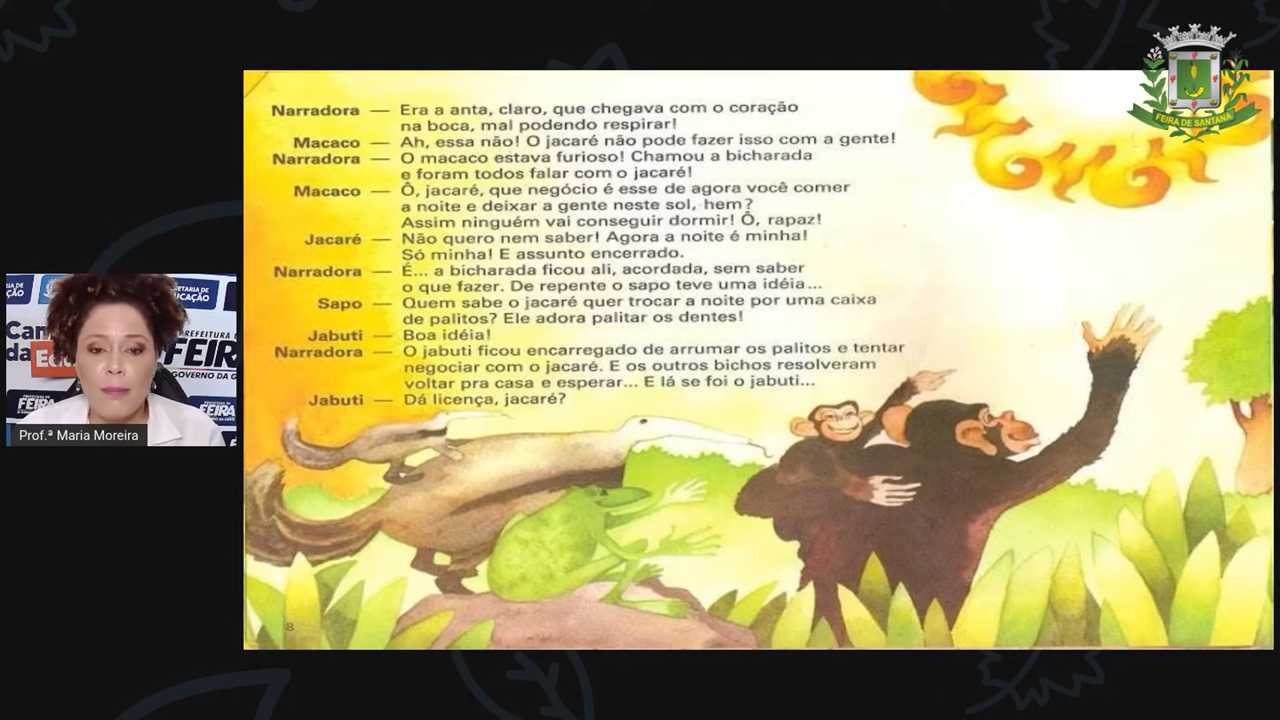 Narradora — Era a anta, claro, que chegava com o coração
na boca, mal podendo respirar!
Macaco — Ah, essa não! O jacaré não pode fazer isso com a gente!
Narradora — O macaco estava furioso! Chamou a bicharada
e foram todos falar com o jacaré!
Macaco — Ô, jacaré, que negócio é esse de agora você comer
a noite e deixar a gente neste sol, hem?
Assim ninguém vai conseguir dormir! Ô, rapaz!
Jacaré — Não quero nem saber! Agora a noite é minha!
Só minha! E assunto encerrado.
Narradora — É... a bicharada ficou ali, acordada, sem saber
o que fazer. De repente o sapo teve uma idéia...
Sapo — Quem sabe o jacaré quer trocar a noite por uma caixa
de palitos? Ele adora palitar os dentes!
Jabuti — Boa idéia!
Narradora — O jabuti ficou encarregado de arrumar os palitos e tentar
negociar com o jacaré. E os outros bichos resolveram
voltar pra casa e esperar... E lá se foi o jabuti...
Jabuti — Dá licença, jacaré?
8
FEIRA DE SANTANA
PREFEITURA
FEIRA
Prof.ª Maria Moreira